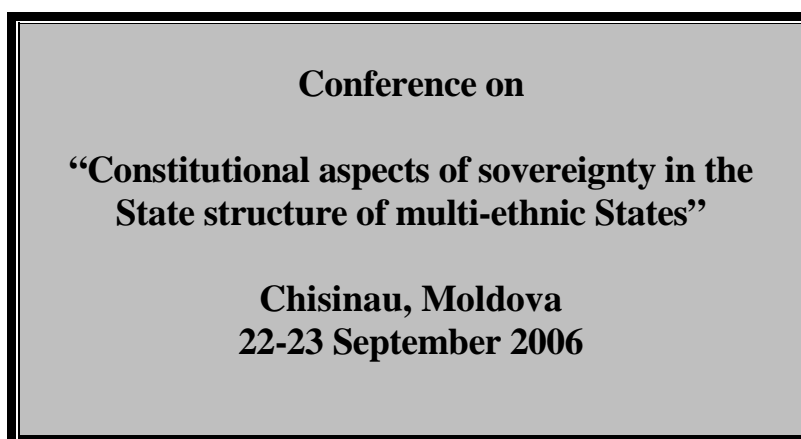 Conference on
“Constitutional aspects of sovereignty in the
State structure of multi-ethnic States”
Chisinau, Moldova
22-23 September 2006